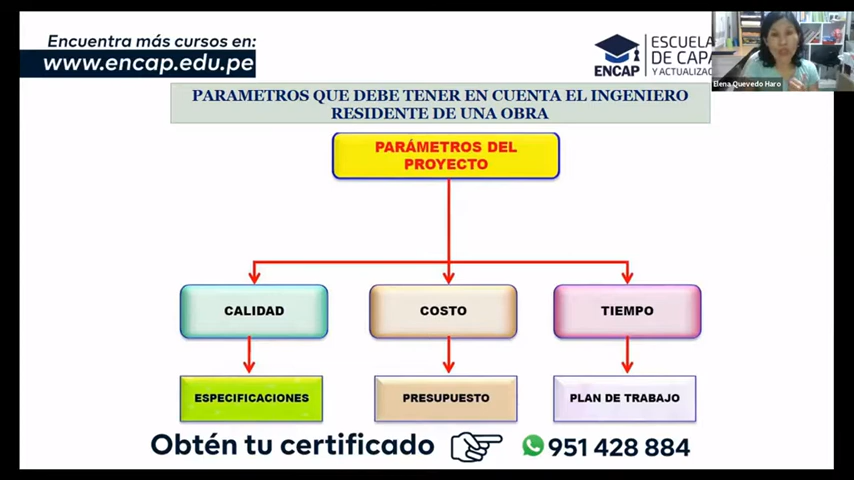 Encuentra más cursos en:
www.encap.edu.pe
ENCAP
ESCUELA
DE CAPA
Y ACTUALIZAC
Elena Quevedo Haro
PARAMETROS QUE DEBE TENER EN CUENTA EL INGENIERO
RESIDENTE DE UNA OBRA
PARÁMETROS DEL
PROYECTO
CALIDAD
COSTO
TIEMPO
ESPECIFICACIONES
PRESUPUESTO
PLAN DE TRABAJO
Obtén tu certificado
951 428 884